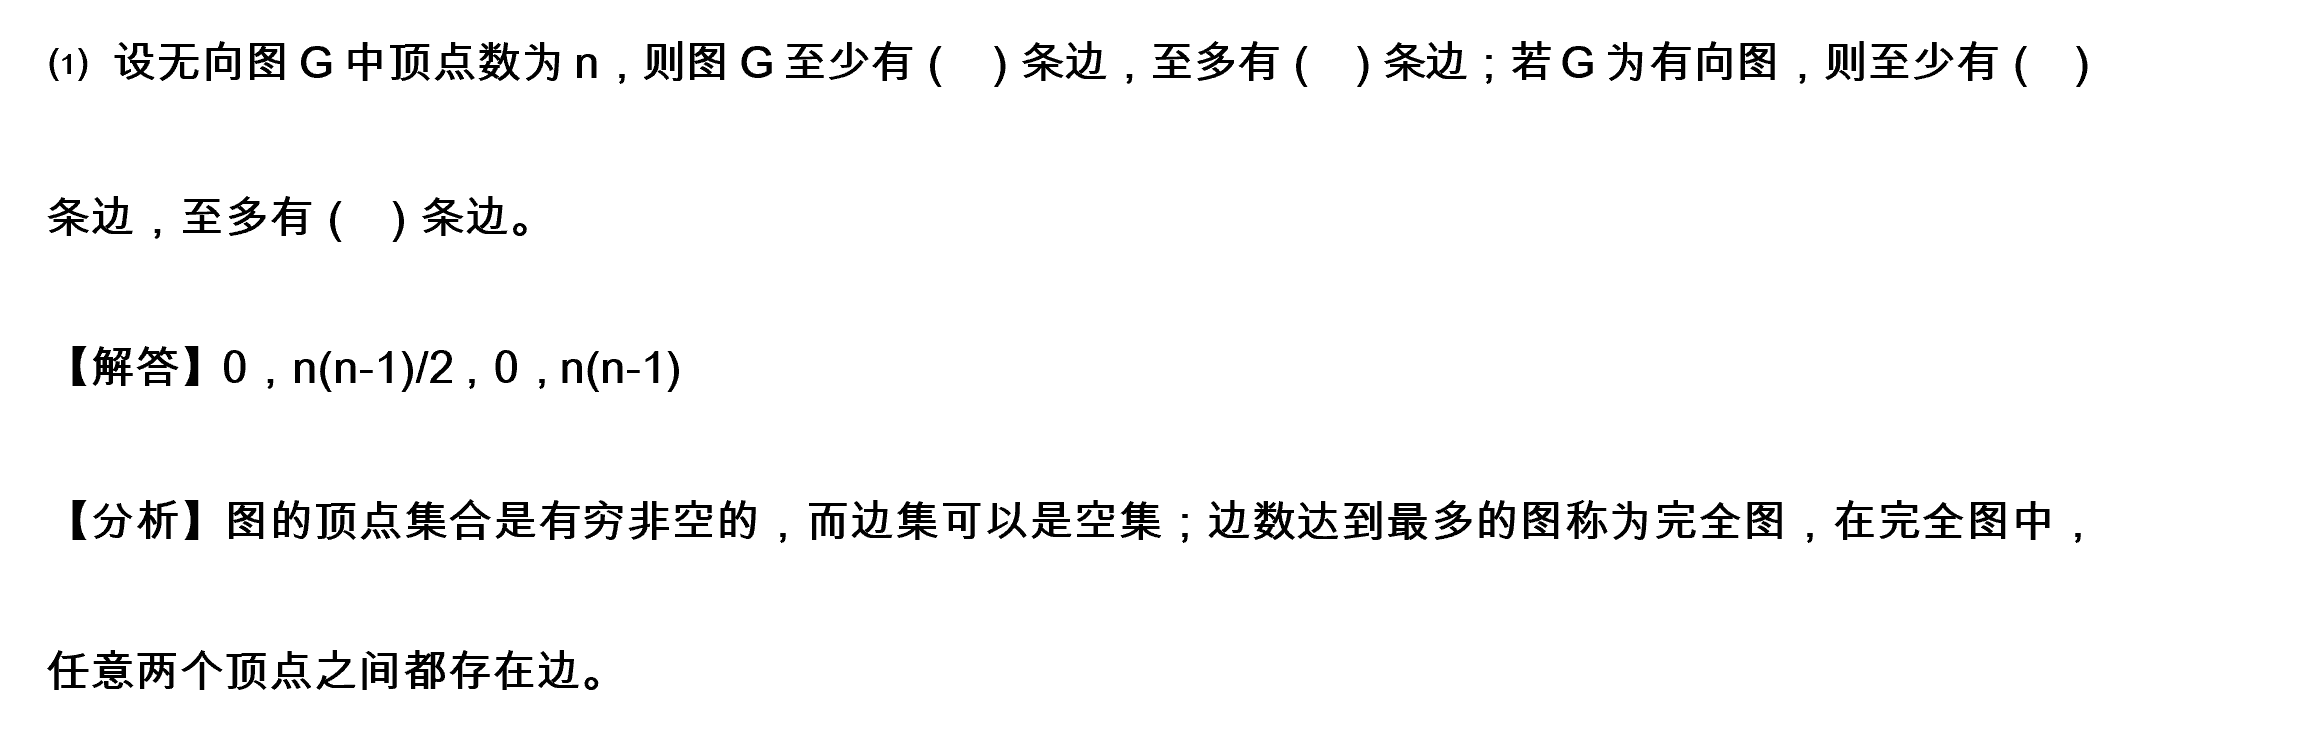 ⑴ 设无向图 G 中顶点数为 n，则图 G 至少有（　）条边，至多有（　）条边；若 G 为有向图，则至少有（　）
条边，至多有（　）条边。
【解答】0，n(n-1)/2，0，n(n-1)
【分析】图的顶点集合是有穷非空的，而边集可以是空集；边数达到最多的图称为完全图，在完全图中，
任意两个顶点之间都存在边。